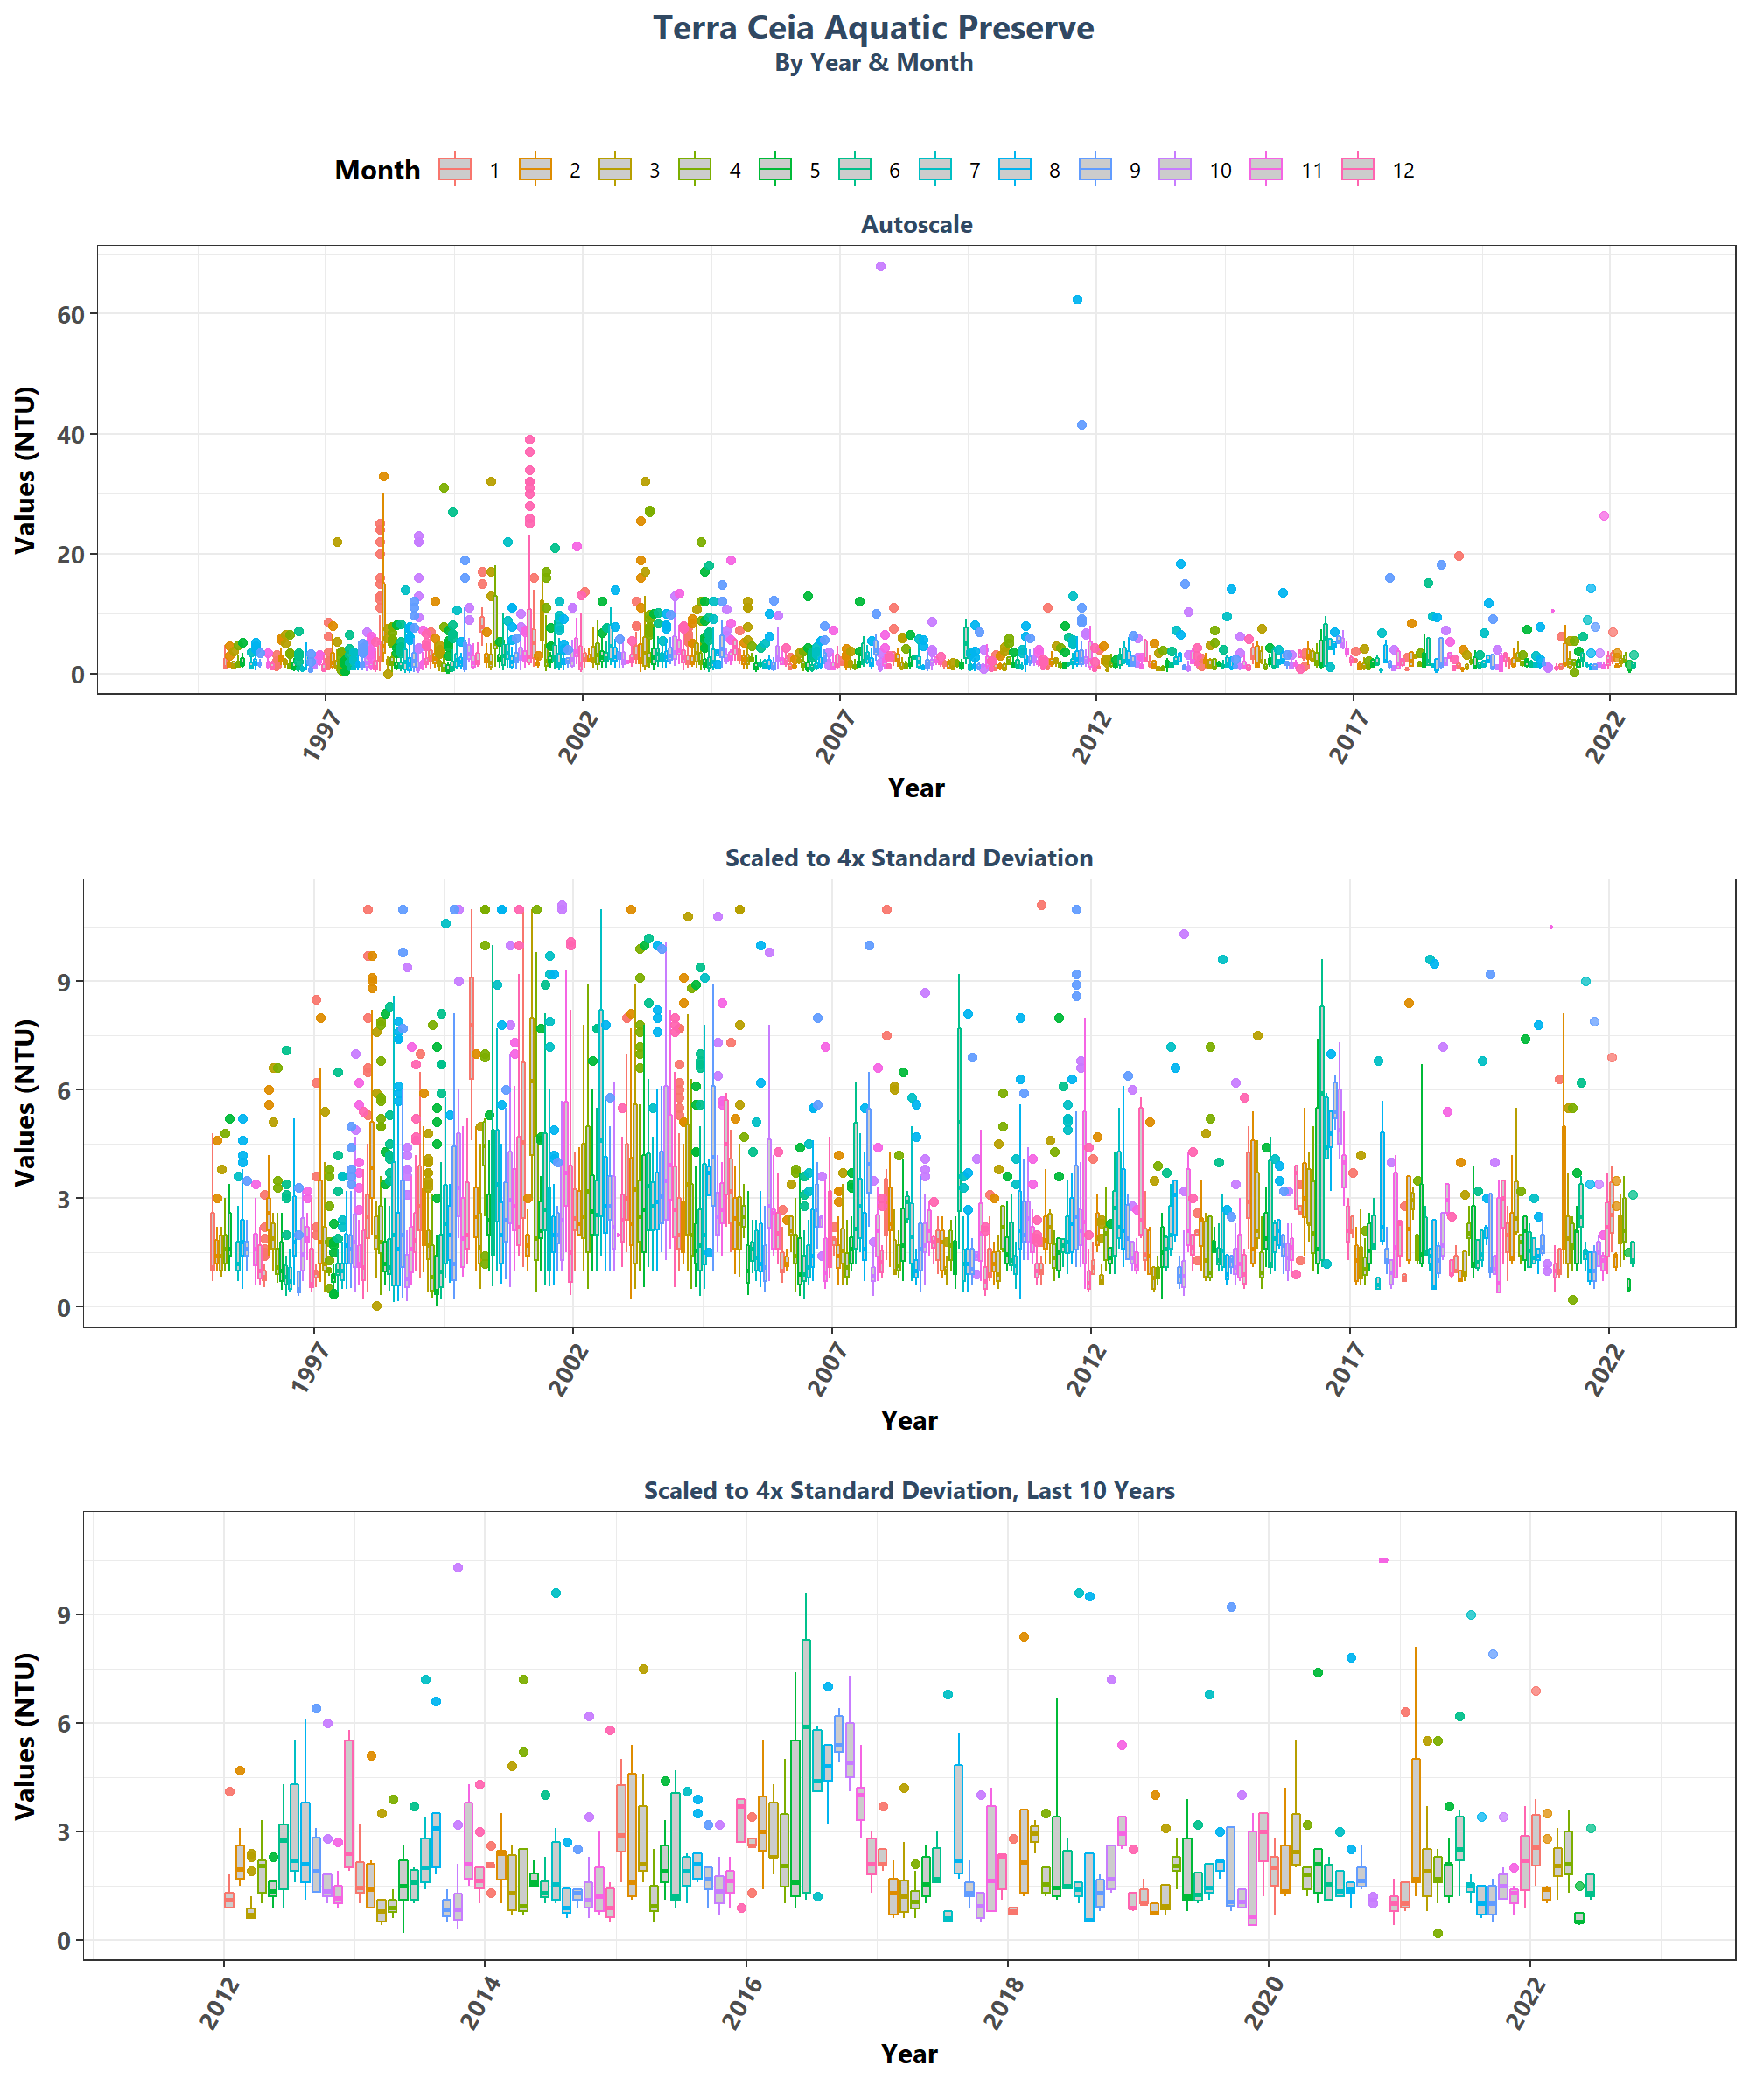 Terra Ceia Aquatic Preserve
By Year & Month
Month 1 2 3 4 5 6 7 8 9 10 11 12
Autoscale
Values (NTU)
60
40
20
0
1997 2002 2007 2012 2017 2022
Year
Scaled to 4x Standard Deviation
Values (NTU)
9
6
3
0
1997 2002 2007 2012 2017 2022
Year
Scaled to 4x Standard Deviation, Last 10 Years
Values (NTU)
9
6
3
0
2012 2014 2016 2018 2020 2022
Year